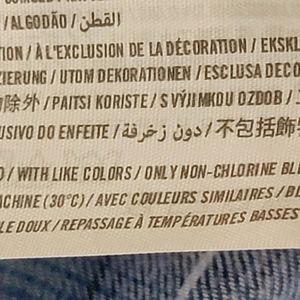 / ALGODÃO / القطن
TION / À L'EXCLUSION DE LA DÉCORATION / EKSKL
ZIERUNG / UTOM DEKORATIONEN / ESCLUSA DECO
除外 / PAITSI KORISTE / S VÝJIMKOU OZDOB /
USIVO DO ENFEITE / دون زخرفة / 不包括飾
O / WITH LIKE COLORS / ONLY NON-CHLORINE BLE
ACHINE (30°C) / AVEC COULEURS SIMILAIRES / BL
LE DOUX / REPASSAGE À TEMPÉRATURES BASSES